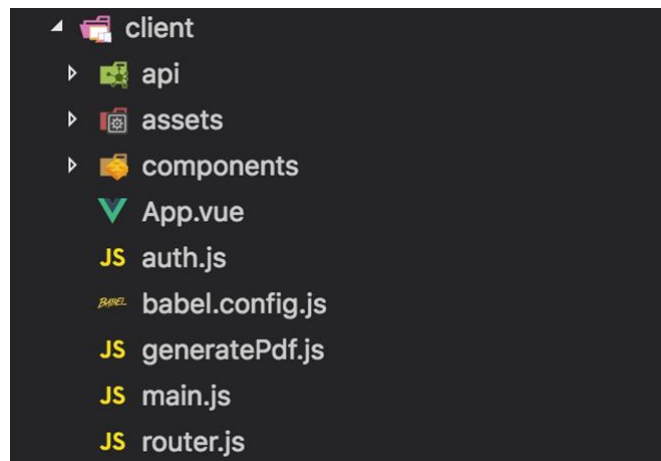 client
api
assets
components
App.vue
JS auth.js
BABEL babel.config.js
JS generatePdf.js
JS main.js
JS router.js